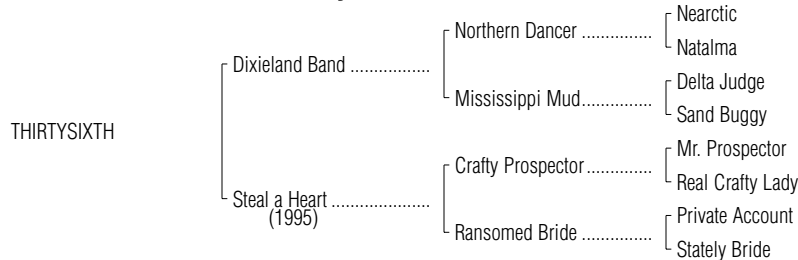 Nearctic
Northern Dancer ...............
Natalma
Dixieland Band .................
Delta Judge
Mississippi Mud...............
Sand Buggy
THIRTYSIXTH
Mr. Prospector
Crafty Prospector..............
Real Crafty Lady
Steal a Heart .....................
(1995)
Private Account
Ransomed Bride ...............
Stately Bride